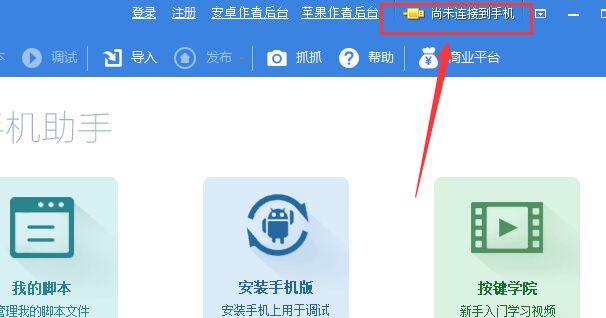 登录 注册 安卓作者后台 苹果作者后台 尚未连接到手机
调试 导入 发布 抓抓 帮助 商业平台
手机助手
我的脚本 安装手机版 按键学院
管理我的脚本文件 安装手机上用于调试 新手入门学习视频